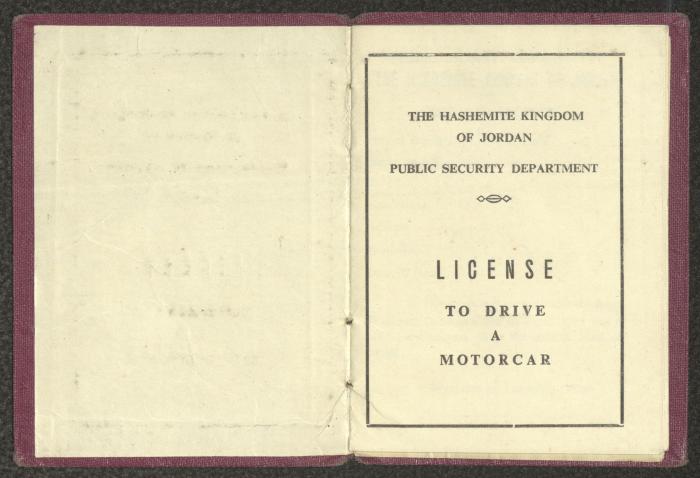 THE HASHEMITE KINGDOM
OF JORDAN
PUBLIC SECURITY DEPARTMENT
LICENSE
TO DRIVE
A
MOTORCAR